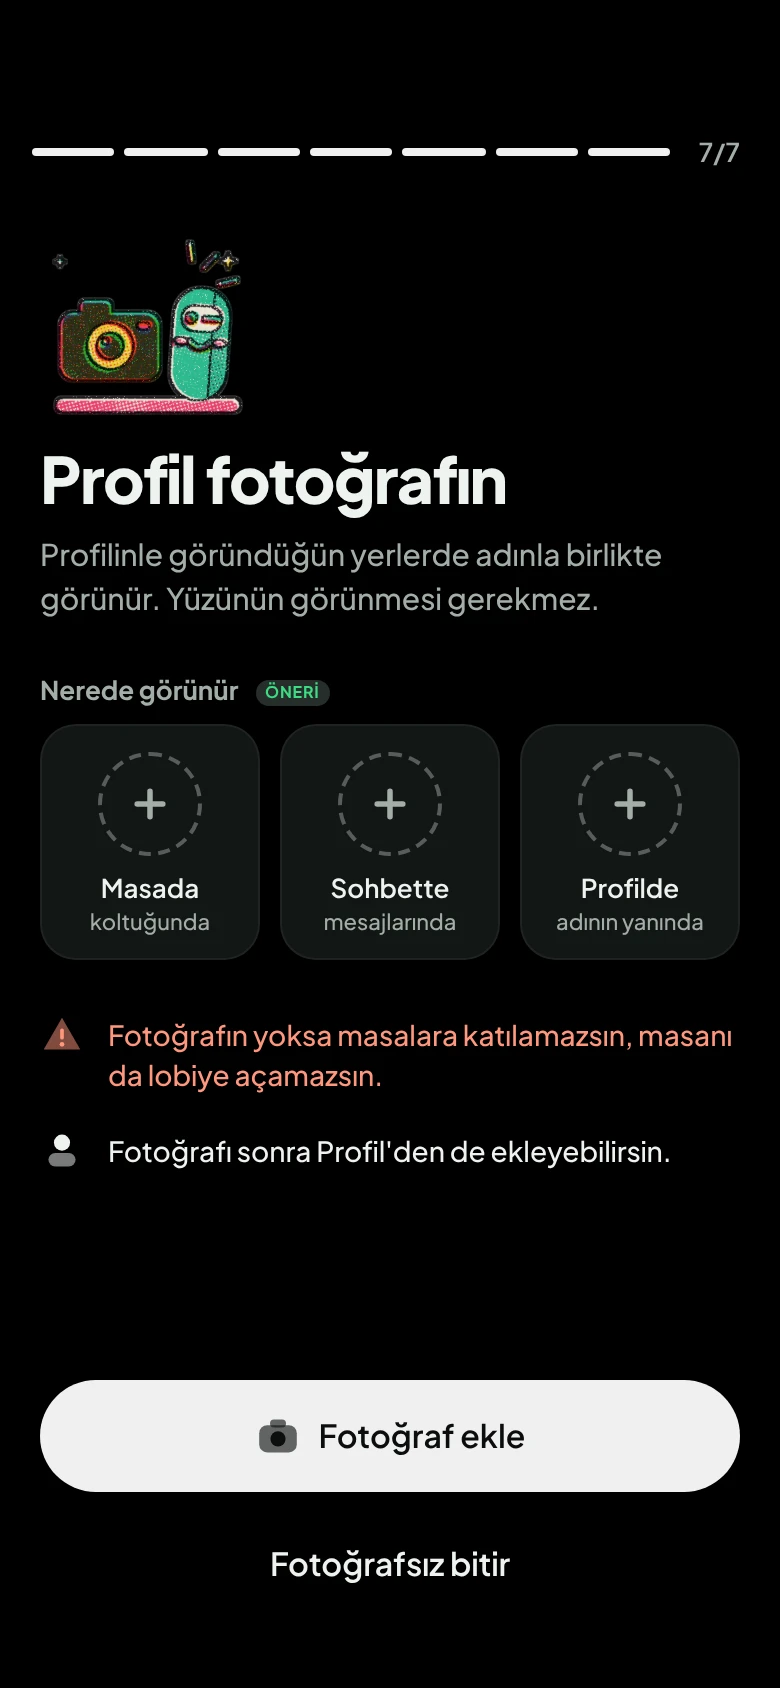 7/7
Profil fotoğrafın
Profilinle göründüğün yerlerde adınla birlikte
görünür. Yüzünün görünmesi gerekmez.
Nerede görünür ÖNERİ
Masada Sohbette Profilde
koltuğunda mesajlarında adının yanında
Fotoğrafın yoksa masalara katılamazsın, masanı
da lobiye açamazsın.
Fotoğrafı sonra Profil'den de ekleyebilirsin.
Fotoğraf ekle
Fotoğrafsız bitir